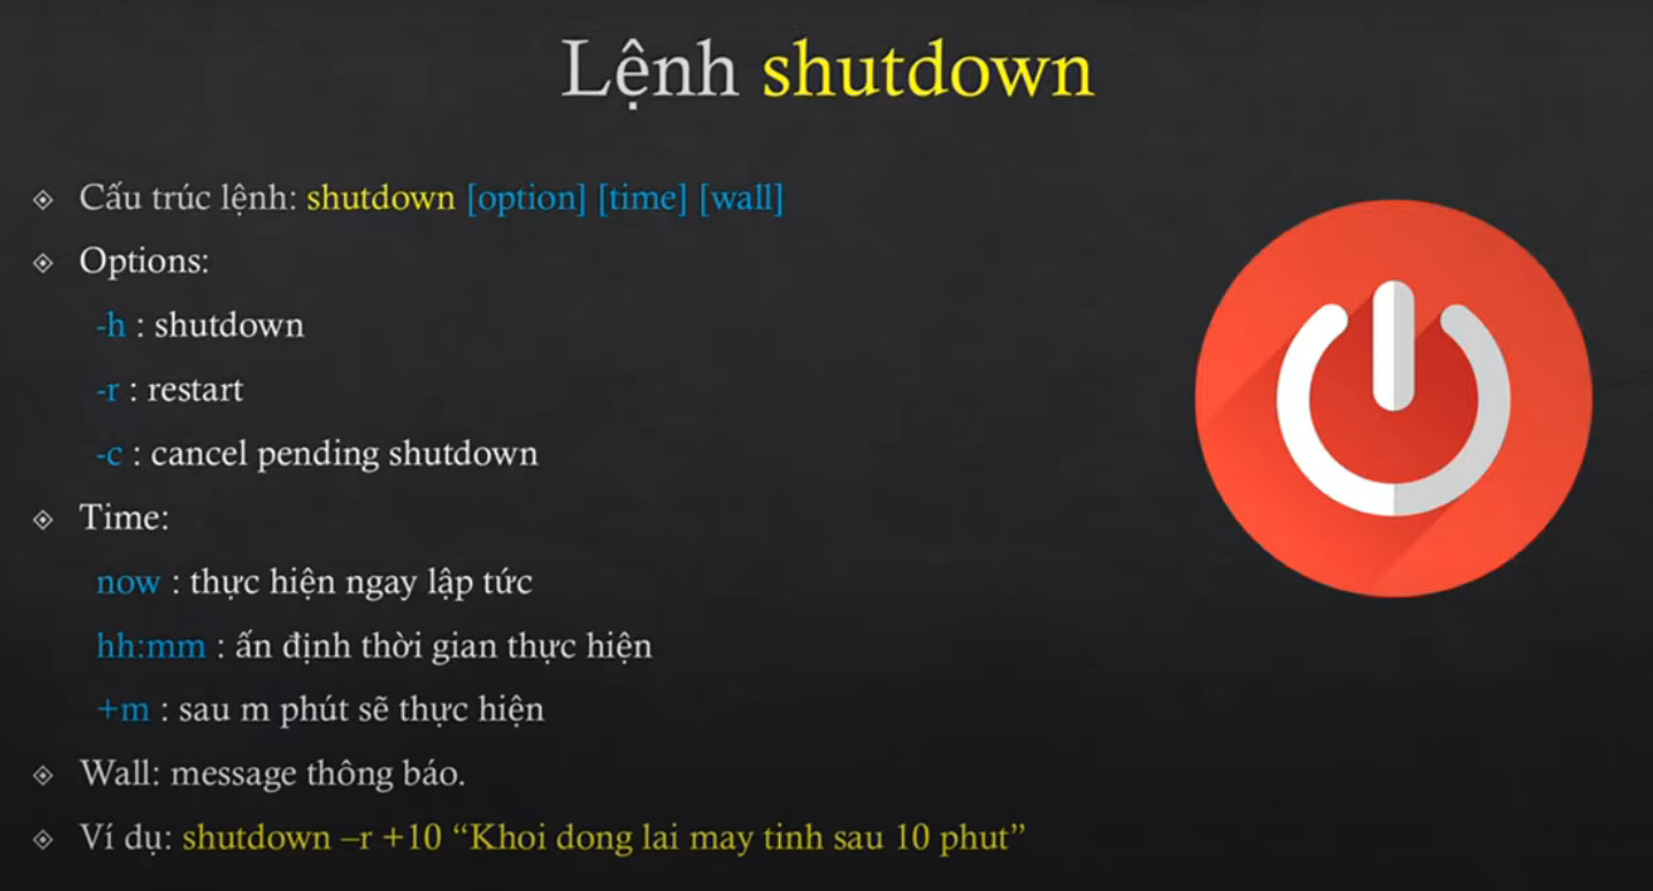 Lệnh shutdown
Cấu trúc lệnh: shutdown [option] [time] [wall]
Options:
-h : shutdown
-r : restart
-c : cancel pending shutdown
Time:
now : thực hiện ngay lập tức
hh:mm : ấn định thời gian thực hiện
+m : sau m phút sẽ thực hiện
Wall: message thông báo.
Ví dụ: shutdown –r +10 “Khoi dong lai may tinh sau 10 phut”